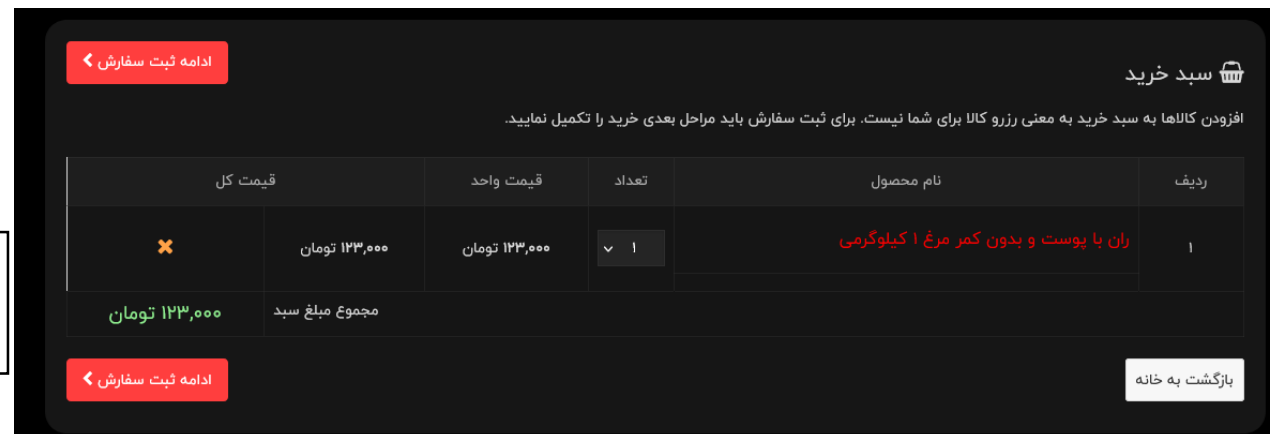 سبد خرید
ادامه ثبت سفارش
افزودن کالاها به سبد خرید به معنی رزرو کالا برای شما نیست. برای ثبت سفارش باید مراحل بعدی خرید را تکمیل نمایید.
ردیف نام محصول تعداد قیمت واحد قیمت کل
۱ ران با پوست و بدون کمر مرغ ۱ کیلوگرمی ۱ ۱۲۳,۰۰۰ تومان ۱۲۳,۰۰۰ تومان
مجموع مبلغ سبد ۱۲۳,۰۰۰ تومان
بازگشت به خانه
ادامه ثبت سفارش